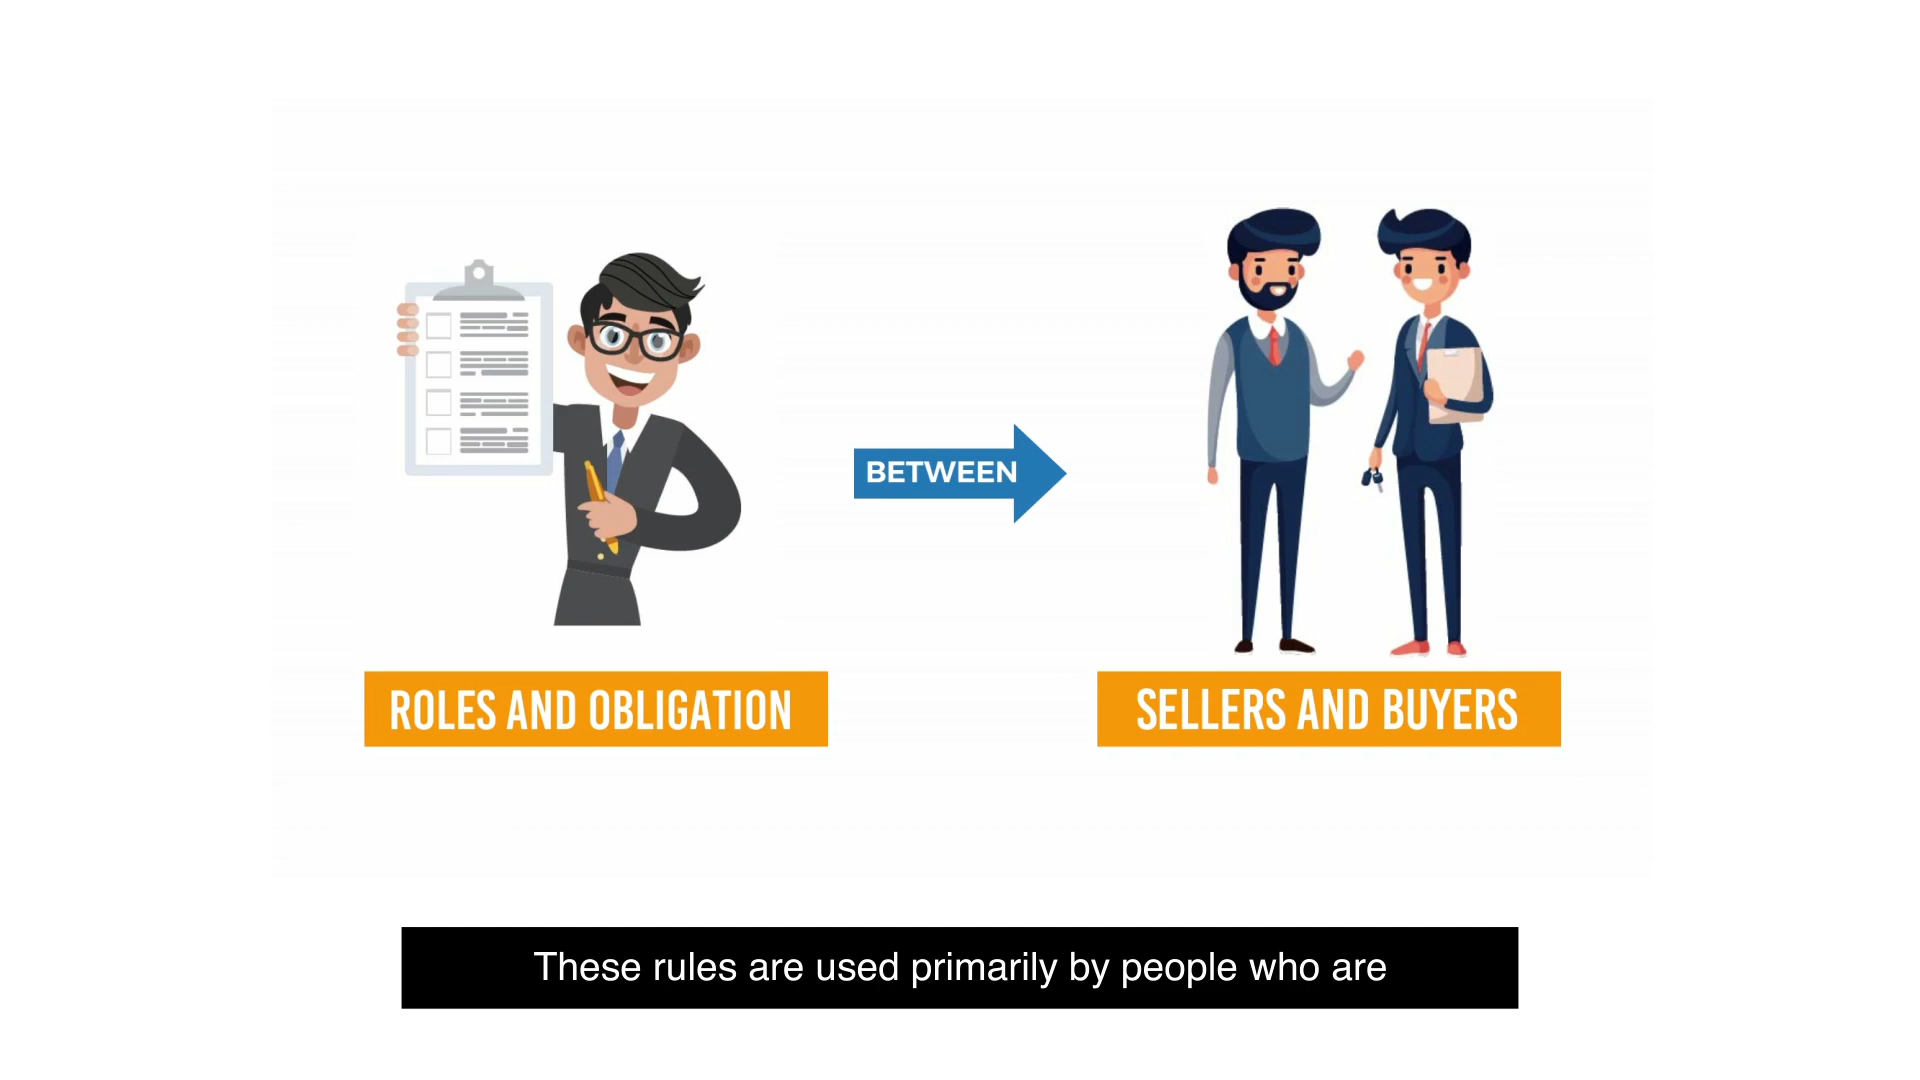 BETWEEN
ROLES AND OBLIGATION
SELLERS AND BUYERS
These rules are used primarily by people who are